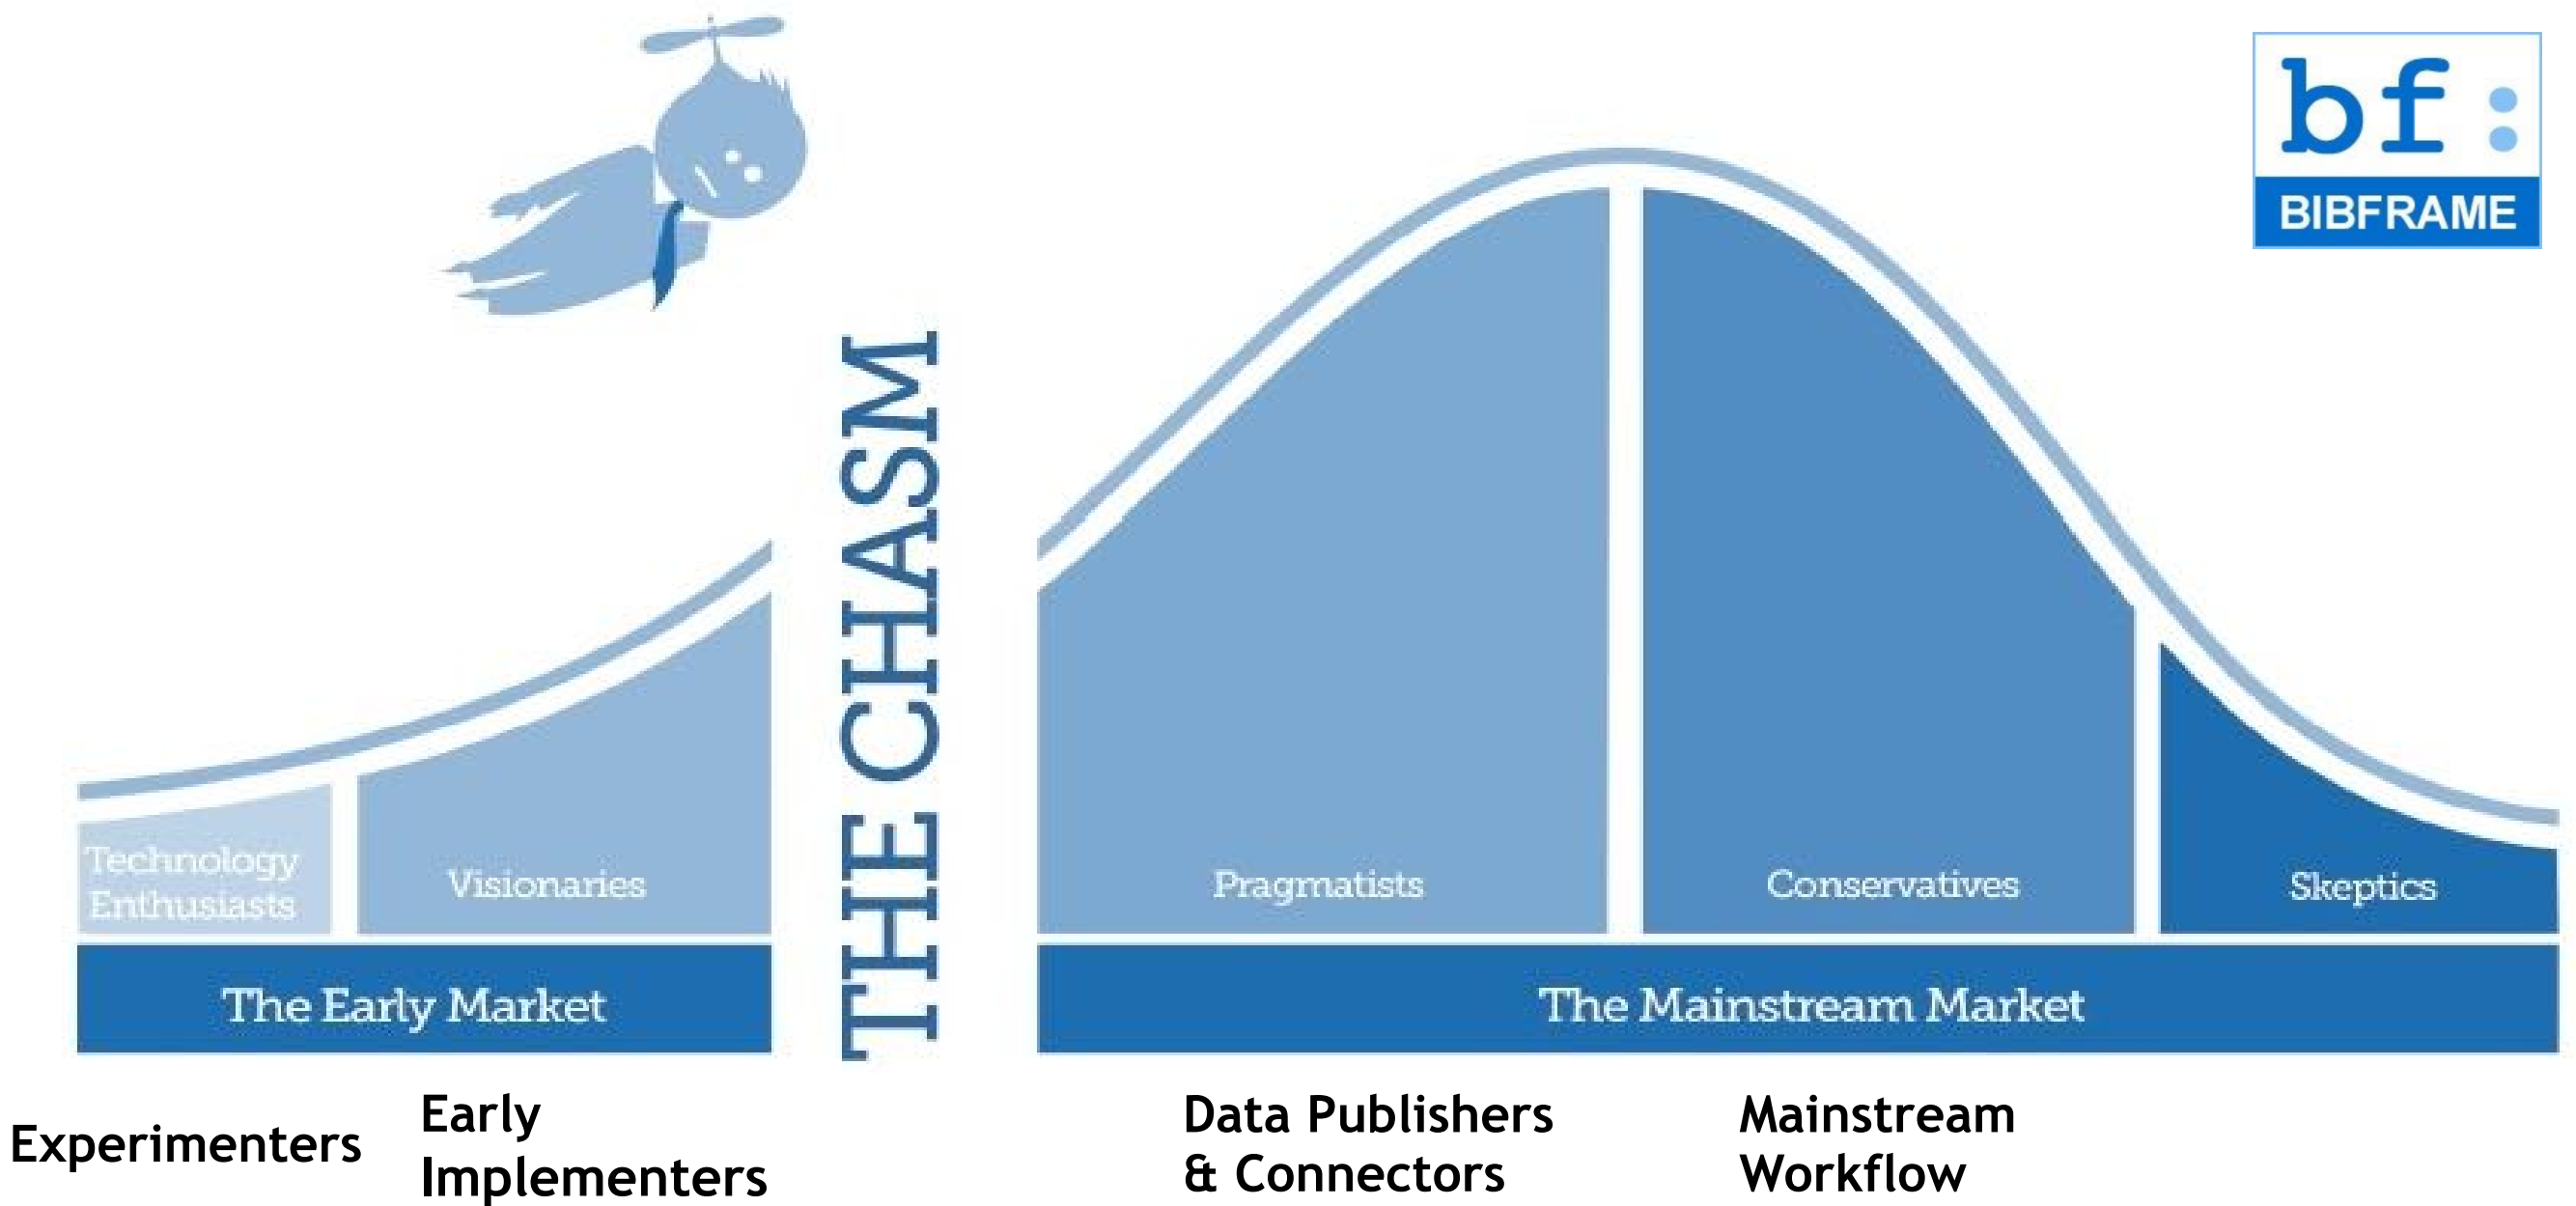 bf:
BIBFRAME
THE CHASM
Technology
Enthusiasts
Visionaries
Pragmatists
Conservatives
Skeptics
The Early Market
The Mainstream Market
Experimenters
Early
Implementers
Data Publishers
& Connectors
Mainstream
Workflow